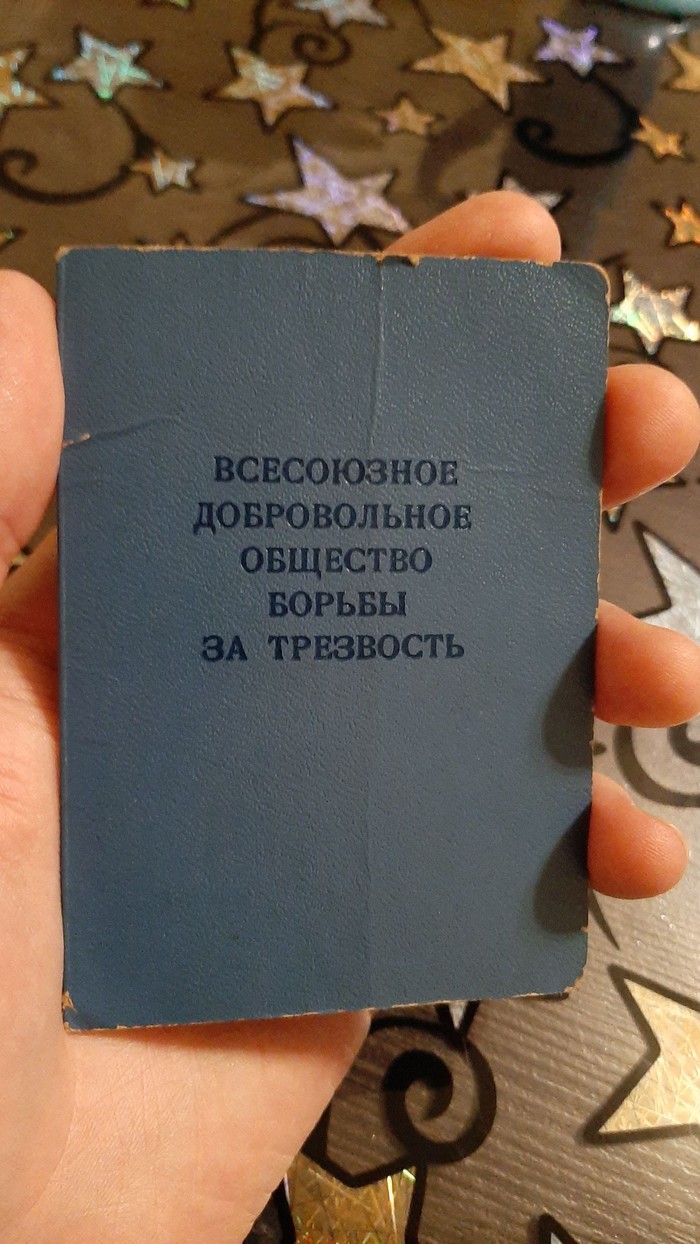 ВСЕСОЮЗНОЕ
ДОБРОВОЛЬНОЕ
ОБЩЕСТВО
БОРЬБЫ
ЗА ТРЕЗВОСТЬ